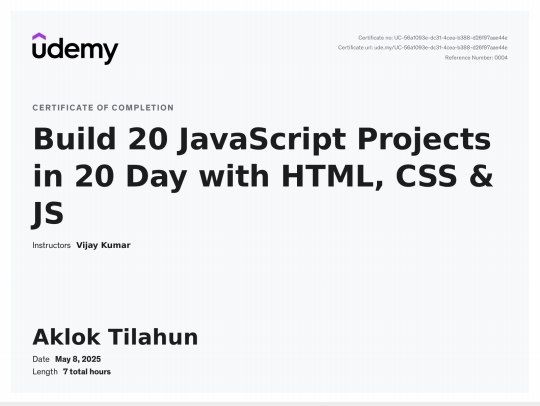 udemy
Certificate no: UC-56a1093e-dc31-4cea-b388-d26f97aae44e
Certificate url: ude.my/UC-56a1093e-dc31-4cea-b388-d26f97aae44e
Reference Number: 0004
CERTIFICATE OF COMPLETION
Build 20 JavaScript Projects
in 20 Day with HTML, CSS &
JS
Instructors Vijay Kumar
Aklok Tilahun
Date May 8, 2025
Length 7 total hours